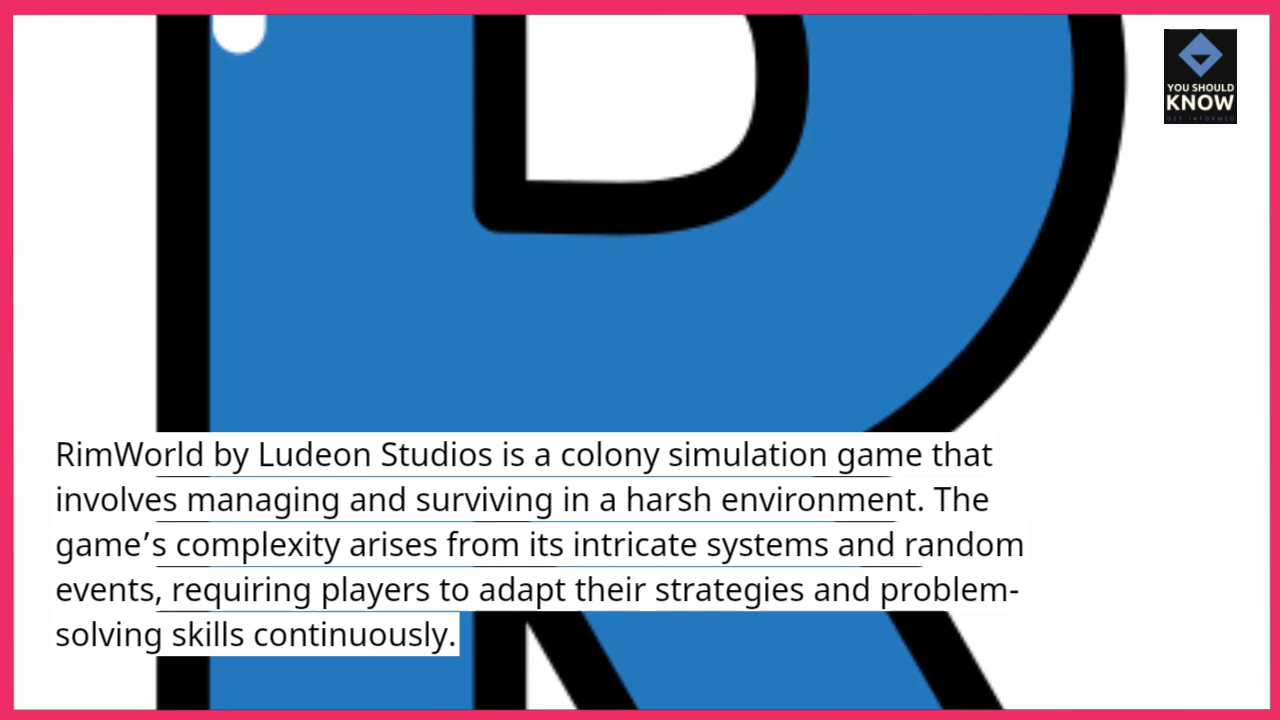 YOU SHOULD
KNOW
GET INFORMED
RimWorld by Ludeon Studios is a colony simulation game that
involves managing and surviving in a harsh environment. The
game’s complexity arises from its intricate systems and random
events, requiring players to adapt their strategies and problem-
solving skills continuously.